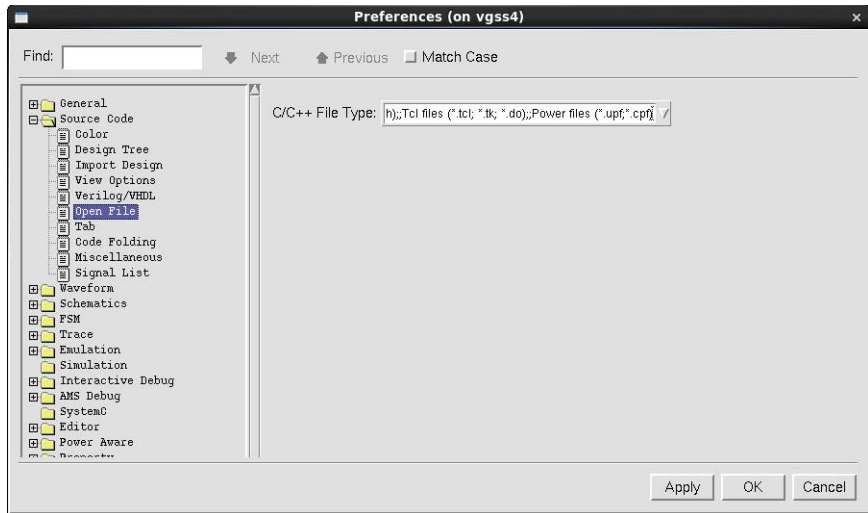 Preferences (on vgss4)
Find:
Next
Previous
Match Case
General
Source Code
Color
Design Tree
Import Design
View Options
Verilog/VHDL
Open File
Tab
Code Folding
Miscellaneous
Signal List
Waveform
Schematics
FSM
Trace
Emulation
Simulation
Interactive Debug
AMS Debug
SystemC
Editor
Power Aware
C/C++ File Type: h);;Tcl files (*.tcl; *.tk; *.do);;Power files (*.upf;*.cpf)
Apply
OK
Cancel